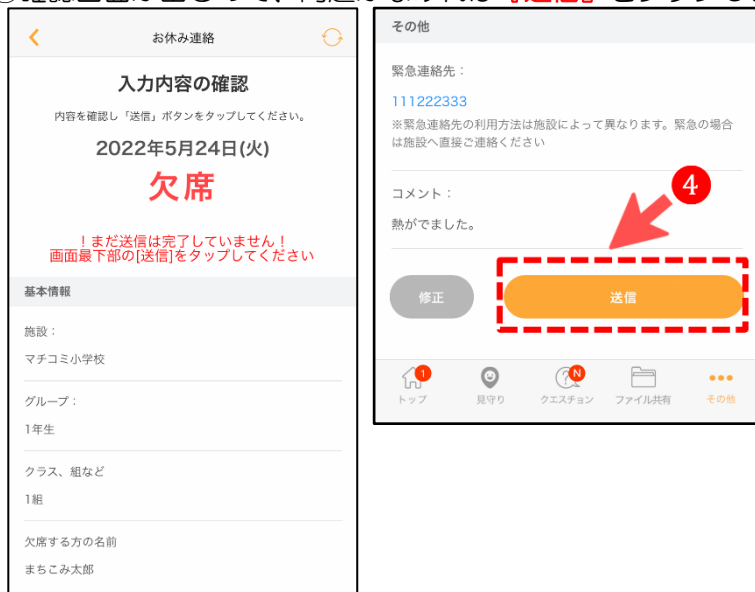 お休み連絡
入力内容の確認
内容を確認し「送信」ボタンをタップしてください。
2022年5月24日(火)
欠席
！まだ送信は完了していません！
画面最下部の[送信]をタップしてください
基本情報
施設：
マチコミ小学校
グループ：
1年生
クラス、組など
1組
欠席する方の名前
まちこみ太郎
その他
緊急連絡先：
111222333
※緊急連絡先の利用方法は施設によって異なります。緊急の場合
は施設へ直接ご連絡ください
コメント：
熱がでました。
4
修正
送信
1
N
トップ
見守り
クエスチョン
ファイル共有
その他